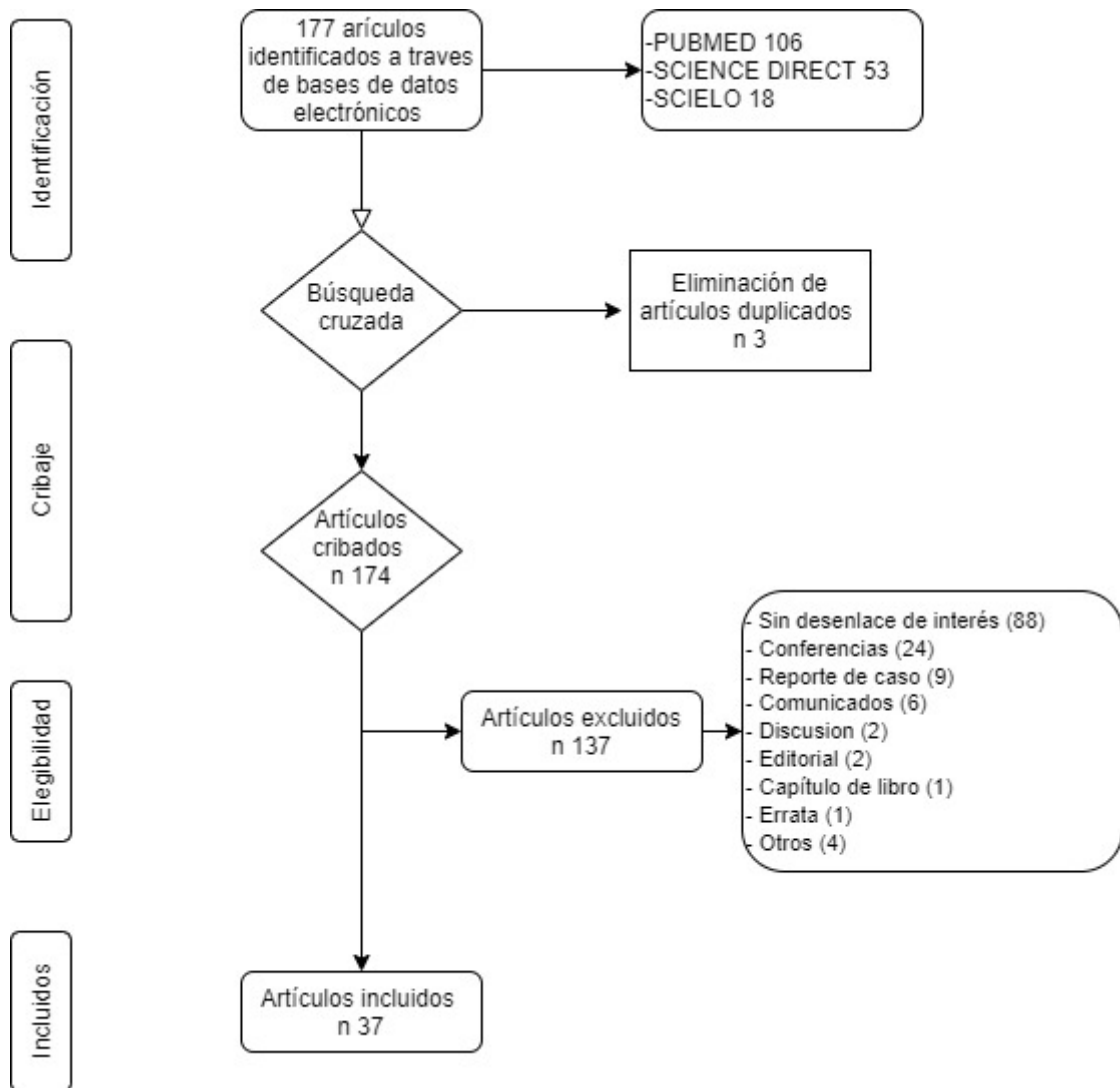 Identificación
177 arículos
identificados a traves
de bases de datos
electrónicos
-PUBMED 106
-SCIENCE DIRECT 53
-SCIELO 18
Búsqueda
cruzada
Eliminación de
artículos duplicados
n 3
Cribaje
Artículos
cribados
n 174
Elegibilidad
Artículos excluidos
n 137
- Sin desenlace de interés (88)
- Conferencias (24)
- Reporte de caso (9)
- Comunicados (6)
- Discusion (2)
- Editorial (2)
- Capítulo de libro (1)
- Errata (1)
- Otros (4)
Incluidos
Artículos incluidos
n 37